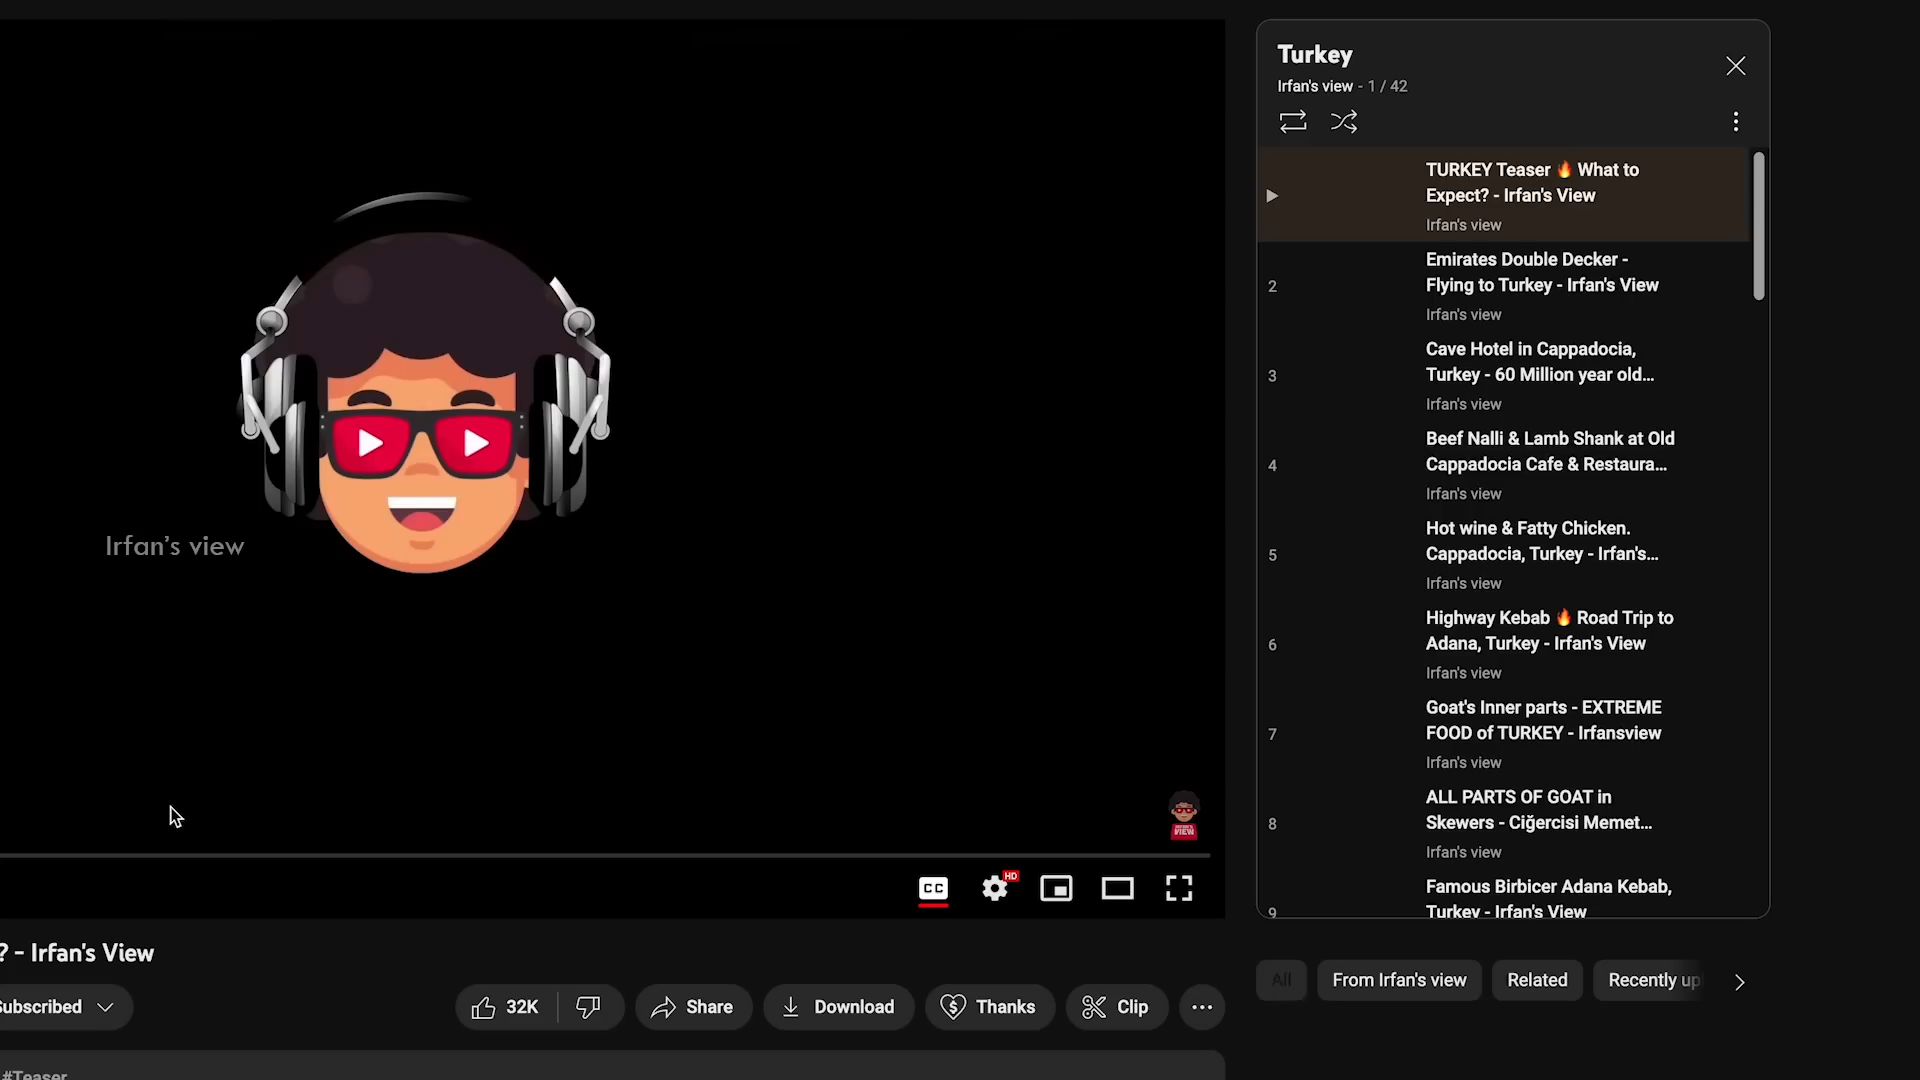 Irfan's view
VIEW
CC
HD
? - Irfan's View
Subscribed
32K
Share
Download
Thanks
Clip
#Teaser
Turkey
Irfan's view - 1 / 42
TURKEY Teaser 🔥 What to
Expect? - Irfan's View
Irfan's view
2
Emirates Double Decker -
Flying to Turkey - Irfan's View
Irfan's view
3
Cave Hotel in Cappadocia,
Turkey - 60 Million year old...
Irfan's view
4
Beef Nalli & Lamb Shank at Old
Cappadocia Cafe & Restaura...
Irfan's view
5
Hot wine & Fatty Chicken.
Cappadocia, Turkey - Irfan's...
Irfan's view
6
Highway Kebab 🔥 Road Trip to
Adana, Turkey - Irfan's View
Irfan's view
7
Goat's Inner parts - EXTREME
FOOD of TURKEY - Irfansview
Irfan's view
8
ALL PARTS OF GOAT in
Skewers - Ciğercisi Memet...
Irfan's view
9
Famous Birbicer Adana Kebab,
Turkey - Irfan's View
All
From Irfan's view
Related
Recently up